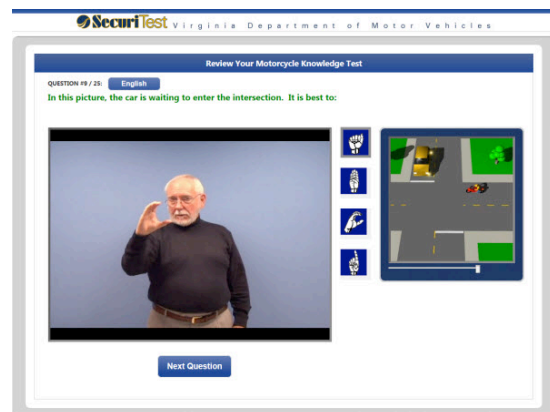 SecuriTest Virginia Department of Motor Vehicles
Review Your Motorcycle Knowledge Test
QUESTION #9 / 25: English
In this picture, the car is waiting to enter the intersection. It is best to:
Next Question